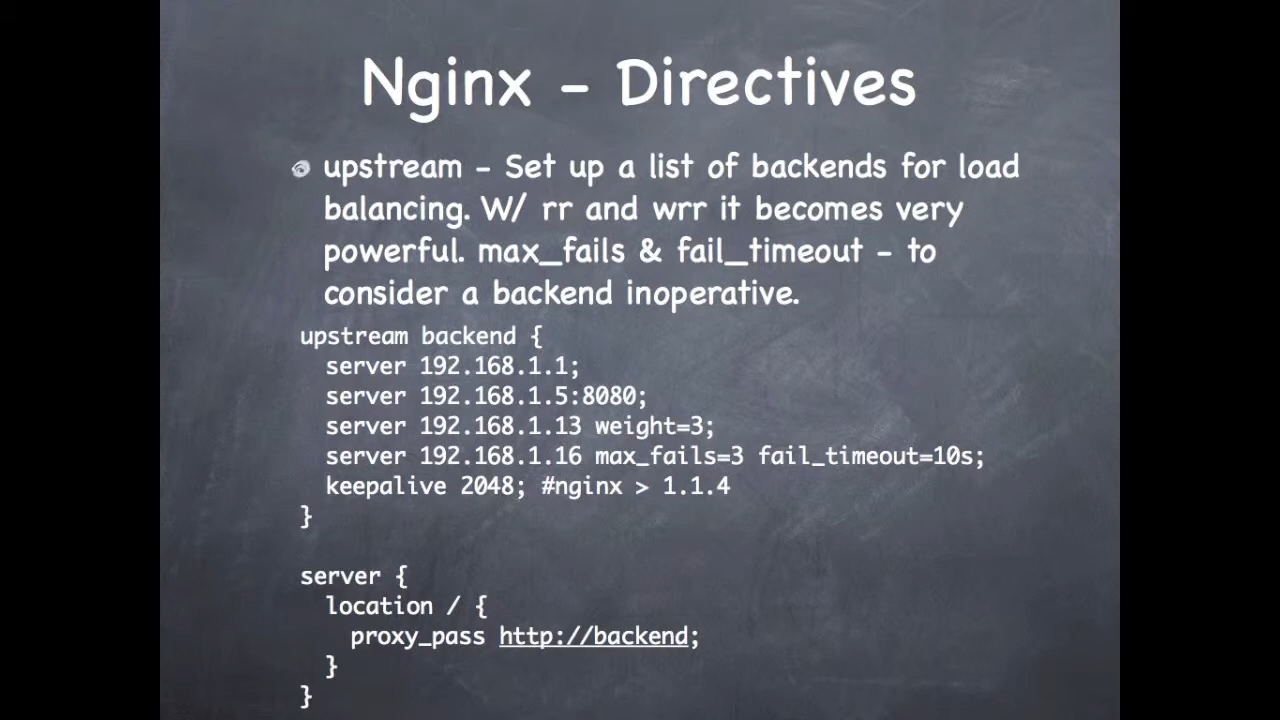 Nginx - Directives
upstream - Set up a list of backends for load
balancing. W/ rr and wrr it becomes very
powerful. max_fails & fail_timeout - to
consider a backend inoperative.
upstream backend {
server 192.168.1.1;
server 192.168.1.5:8080;
server 192.168.1.13 weight=3;
server 192.168.1.16 max_fails=3 fail_timeout=10s;
keepalive 2048; #nginx > 1.1.4
}
server {
location / {
proxy_pass http://backend;
}
}